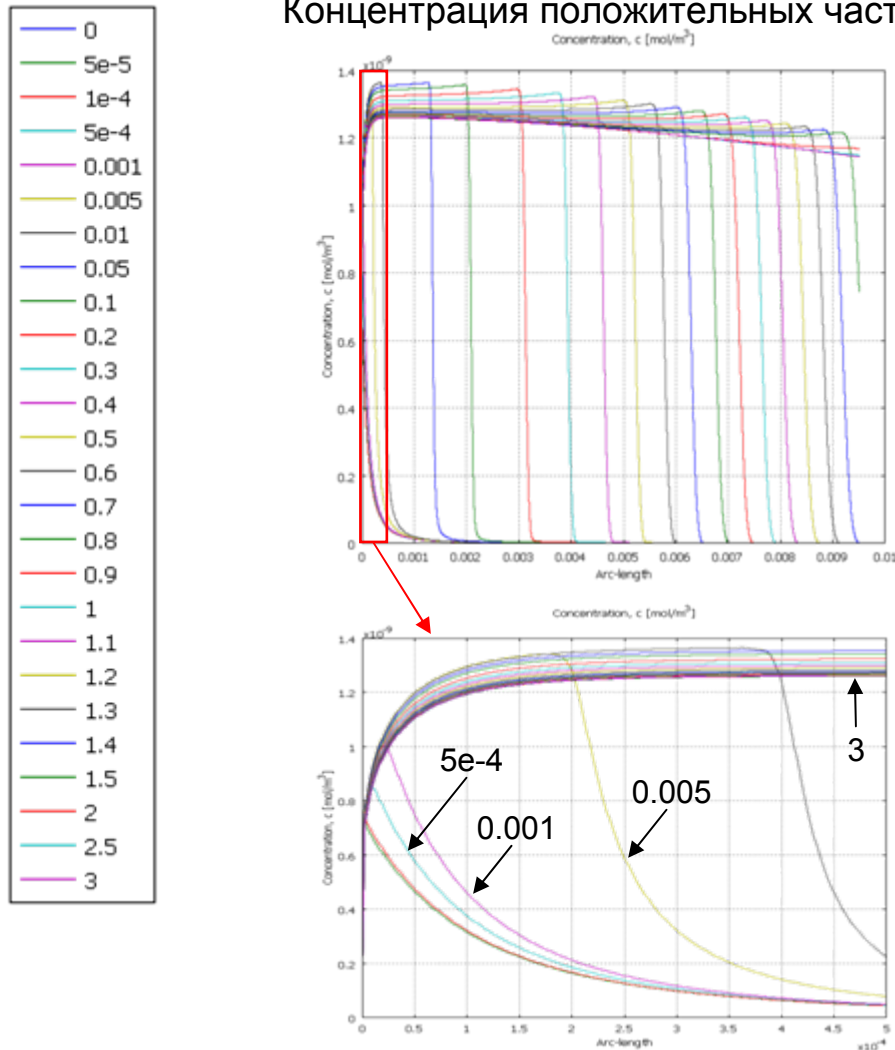 Концентрация положительных част
0
5e-5
1e-4
5e-4
0.001
0.005
0.01
0.05
0.1
0.2
0.3
0.4
0.5
0.6
0.7
0.8
0.9
1
1.1
1.2
1.3
1.4
1.5
2
2.5
3
Concentration, c [mol/m³]
x10⁻⁹
1.4
1.2
1
0.8
0.6
0.4
0.2
0
Concentration, c [mol/m³]
0 0.001 0.002 0.003 0.004 0.005 0.006 0.007 0.008 0.009 0.01
Arc-length
Concentration, c [mol/m³]
x10⁻⁹
1.4
1.2
1
0.8
0.6
0.4
0.2
0
Concentration, c [mol/m³]
5e-4
0.001
0.005
3
0 0.5 1 1.5 2 2.5 3 3.5 4 4.5 5
Arc-length
x10⁻⁴